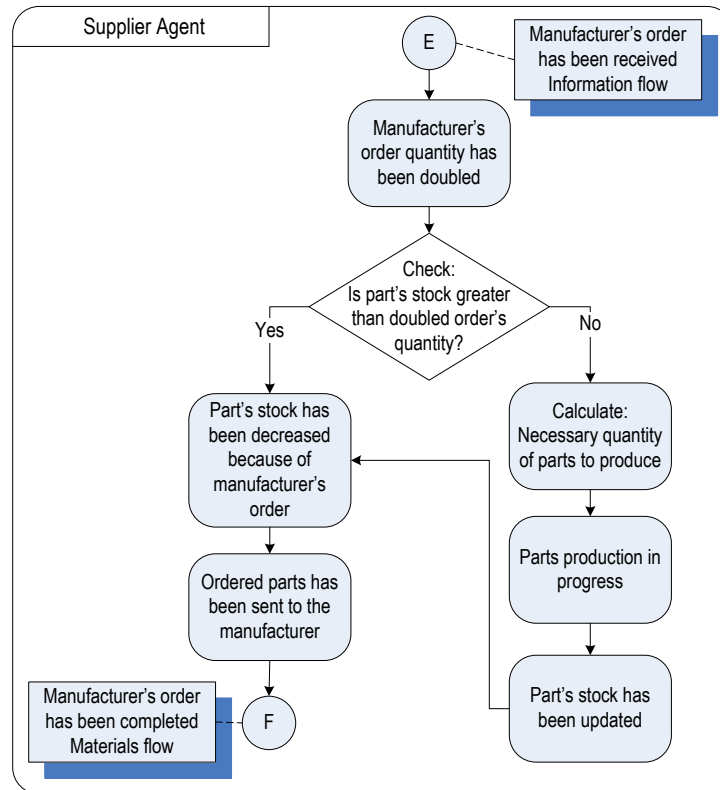 Supplier Agent
E
Manufacturer's order
has been received
Information flow
Manufacturer's
order quantity has
been doubled
Check:
Is part's stock greater
than doubled order's
quantity?
Yes
No
Part's stock has
been decreased
because of
manufacturer's
order
Calculate:
Necessary quantity
of parts to produce
Parts production in
progress
Ordered parts has
been sent to the
manufacturer
Part's stock has
been updated
Manufacturer's order
has been completed
Materials flow
F